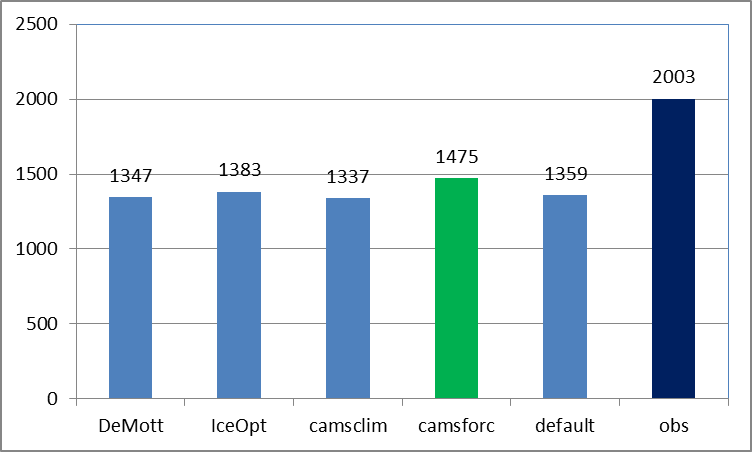 2500
2000
1500
1000
500
0
1347
1383
1337
1475
1359
2003
DeMott
IceOpt
camsclim
camsforc
default
obs